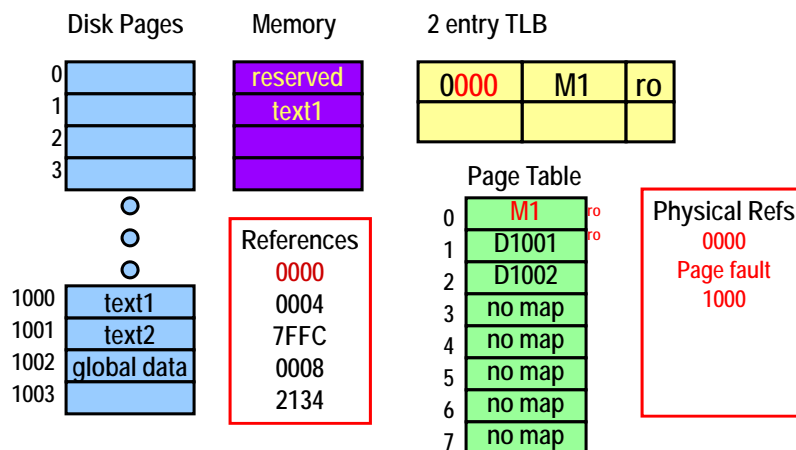 Disk Pages
Memory
2 entry TLB
0
1
2
3
1000 text1
1001 text2
1002 global data
1003
reserved
text1
0000 M1 ro
References
0000
0004
7FFC
0008
2134
Page Table
0 M1 ro
1 D1001 ro
2 D1002
3 no map
4 no map
5 no map
6 no map
7 no map
Physical Refs
0000
Page fault
1000